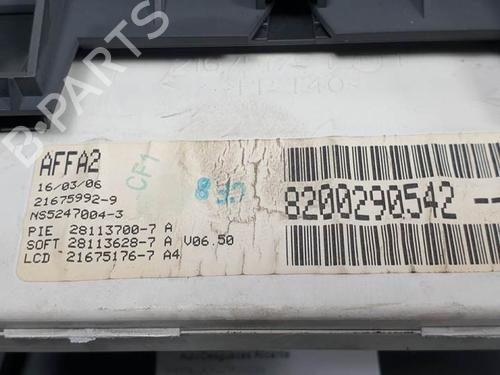 B-PARTS
AFFA2
16/03/06
21675992-9
NS5247004-3
PIE 28113700-7 A
SOFT 28113628-7 A V06.50
LCD 21675176-7 A4
CF1
8200290542--